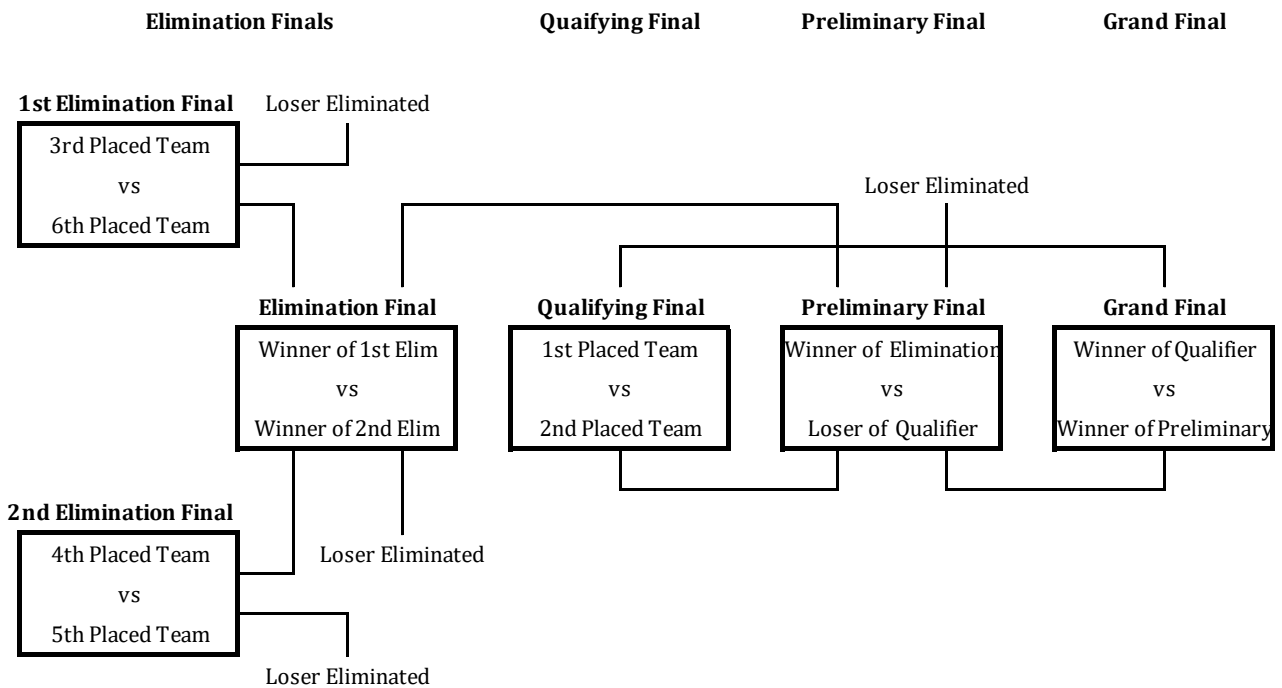 Elimination Finals
Quaifying Final
Preliminary Final
Grand Final
1st Elimination Final
Loser Eliminated
3rd Placed Team
vs
6th Placed Team
Loser Eliminated
Elimination Final
Winner of 1st Elim
vs
Winner of 2nd Elim
Qualifying Final
1st Placed Team
vs
2nd Placed Team
Preliminary Final
Winner of Elimination
vs
Loser of Qualifier
Grand Final
Winner of Qualifier
vs
Winner of Preliminary
2nd Elimination Final
4th Placed Team
vs
5th Placed Team
Loser Eliminated
Loser Eliminated